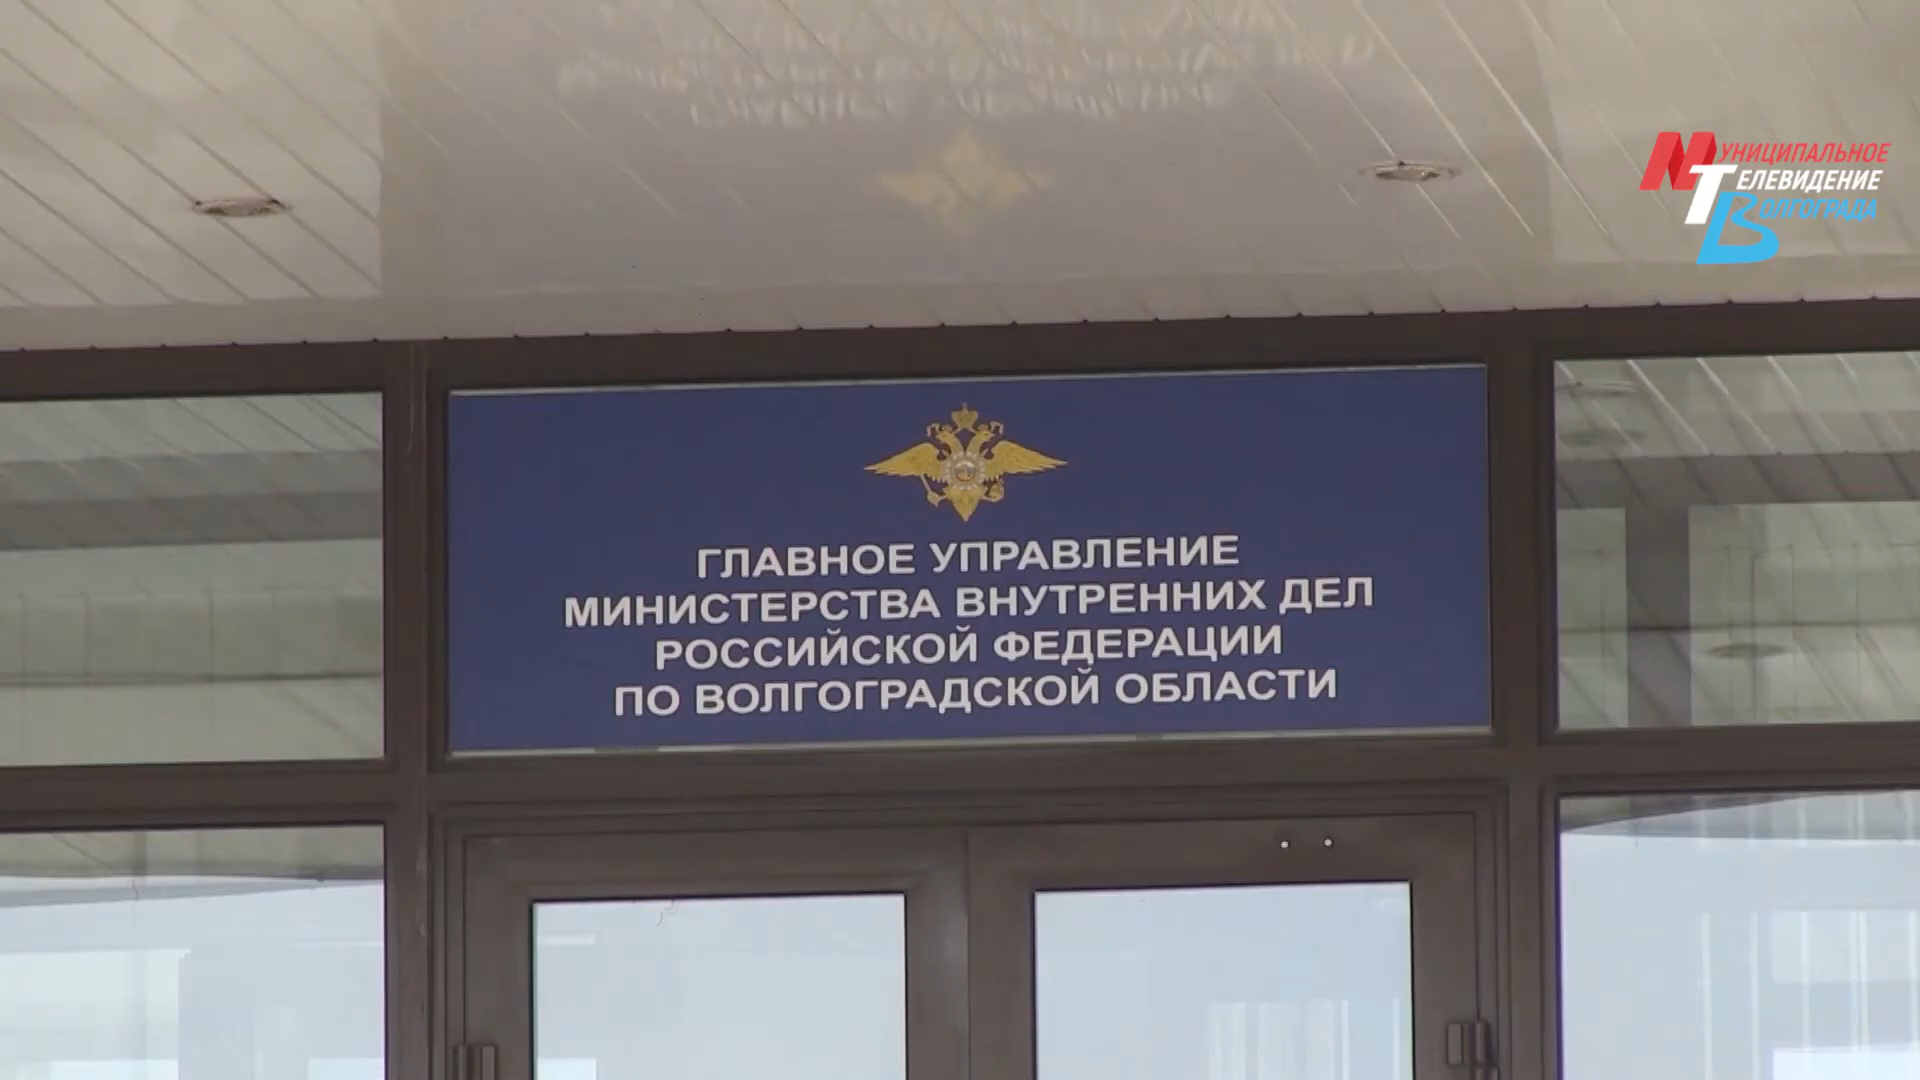 МУНИЦИПАЛЬНОЕ
ТЕЛЕВИДЕНИЕ
ВОЛГОГРАДА
ГЛАВНОЕ УПРАВЛЕНИЕ
МИНИСТЕРСТВА ВНУТРЕННИХ ДЕЛ
РОССИЙСКОЙ ФЕДЕРАЦИИ
ПО ВОЛГОГРАДСКОЙ ОБЛАСТИ